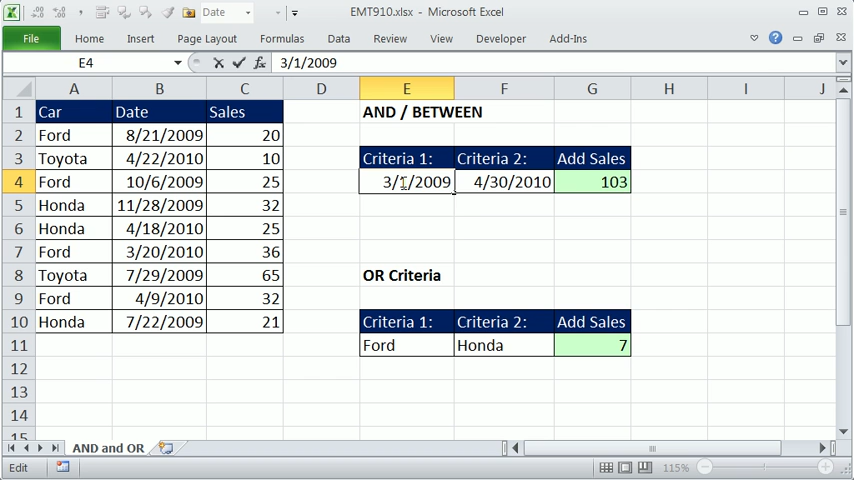 Date
EMT910.xlsx - Microsoft Excel
File Home Insert Page Layout Formulas Data Review View Developer Add-Ins
E4 fx 3/1/2009
A B C D E F G H I J
1 Car Date Sales AND / BETWEEN
2 Ford 8/21/2009 20
3 Toyota 4/22/2010 10 Criteria 1: Criteria 2: Add Sales
4 Ford 10/6/2009 25 3/1/2009 4/30/2010 103
5 Honda 11/28/2009 32
6 Honda 4/18/2010 25
7 Ford 3/20/2010 36
8 Toyota 7/29/2009 65 OR Criteria
9 Ford 4/9/2010 32
10 Honda 7/22/2009 21 Criteria 1: Criteria 2: Add Sales
11 Ford Honda 7
12
13
14
15
AND and OR
Edit 115%